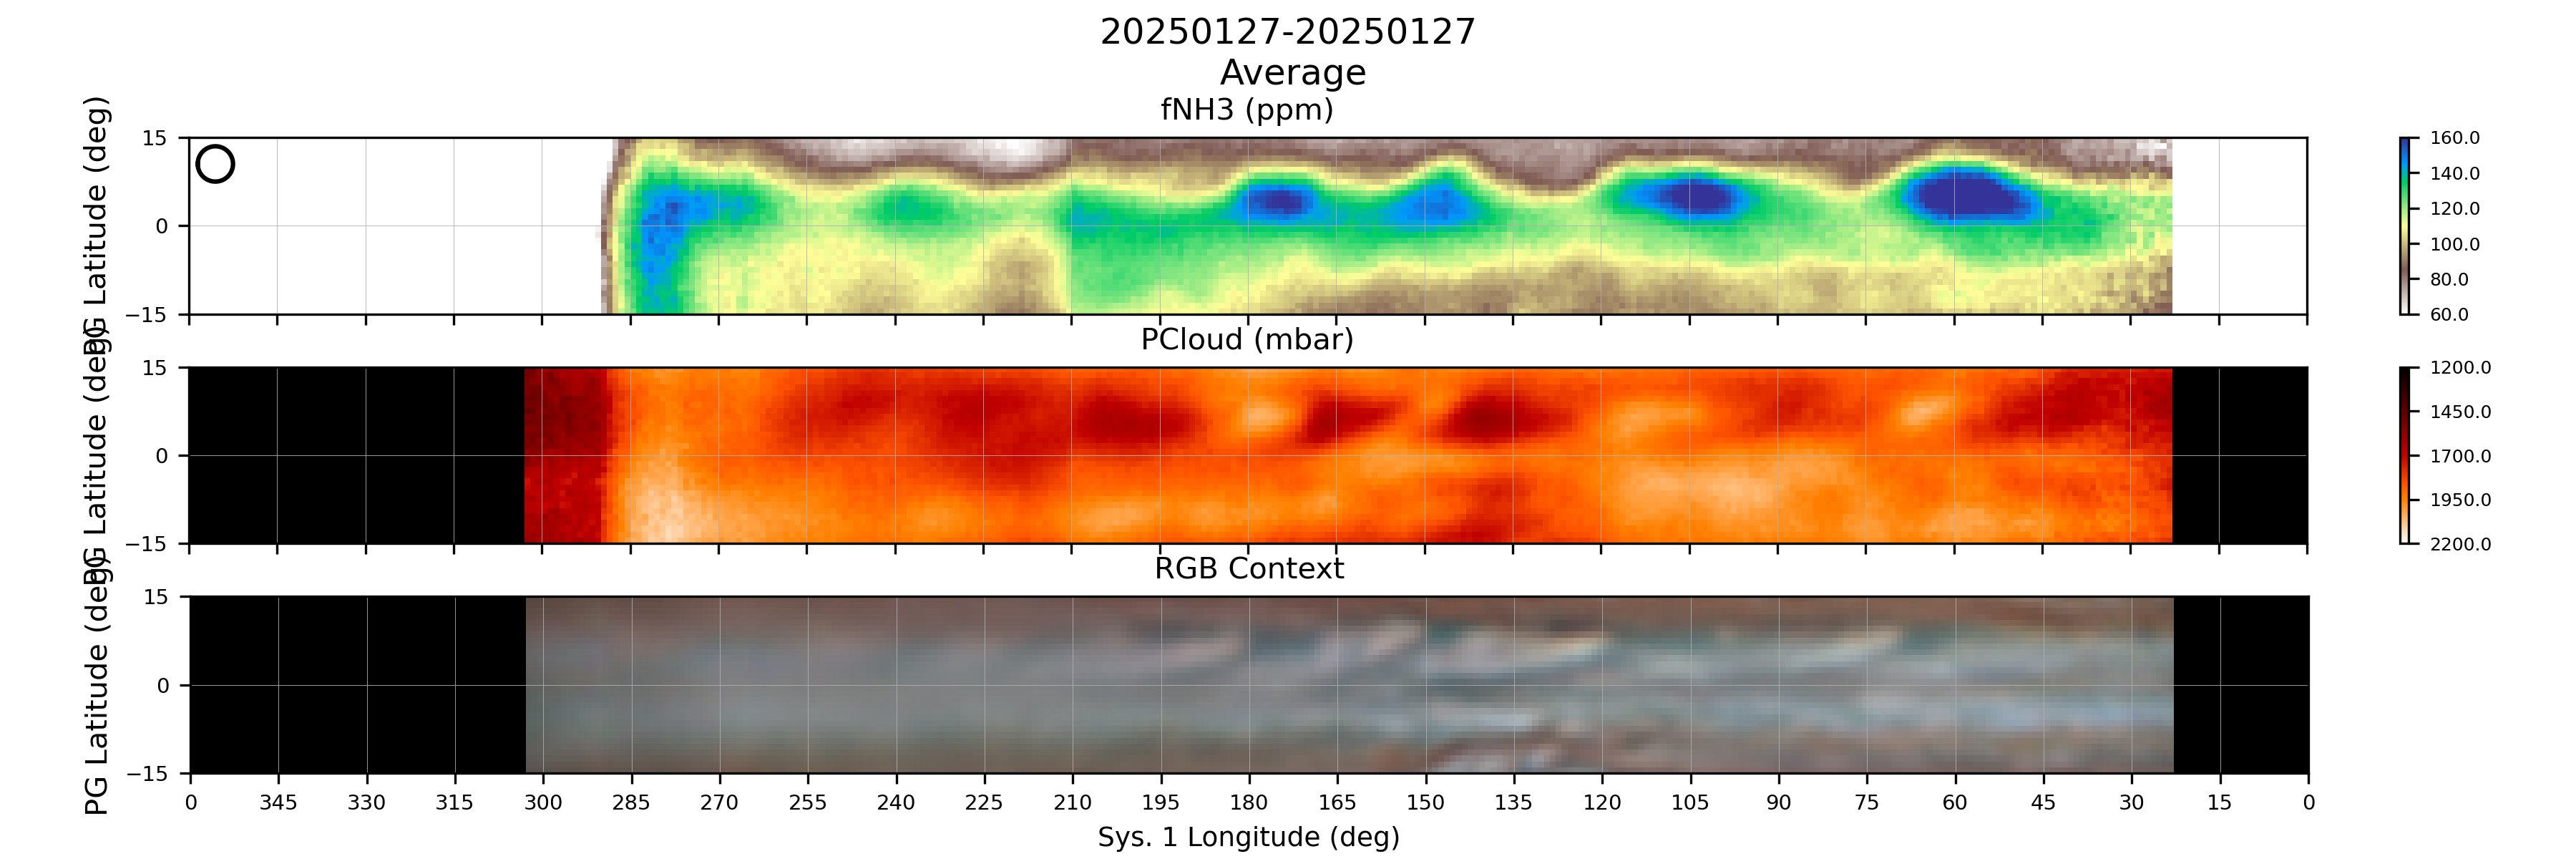 20250127-20250127
Average
fNH3 (ppm)
PG Latitude (deg)
15
0
−15
160.0
140.0
120.0
100.0
80.0
60.0
PCloud (mbar)
PG Latitude (deg)
15
0
−15
1200.0
1450.0
1700.0
1950.0
2200.0
RGB Context
PG Latitude (deg)
15
0
−15
0 345 330 315 300 285 270 255 240 225 210 195 180 165 150 135 120 105 90 75 60 45 30 15 0
Sys. 1 Longitude (deg)